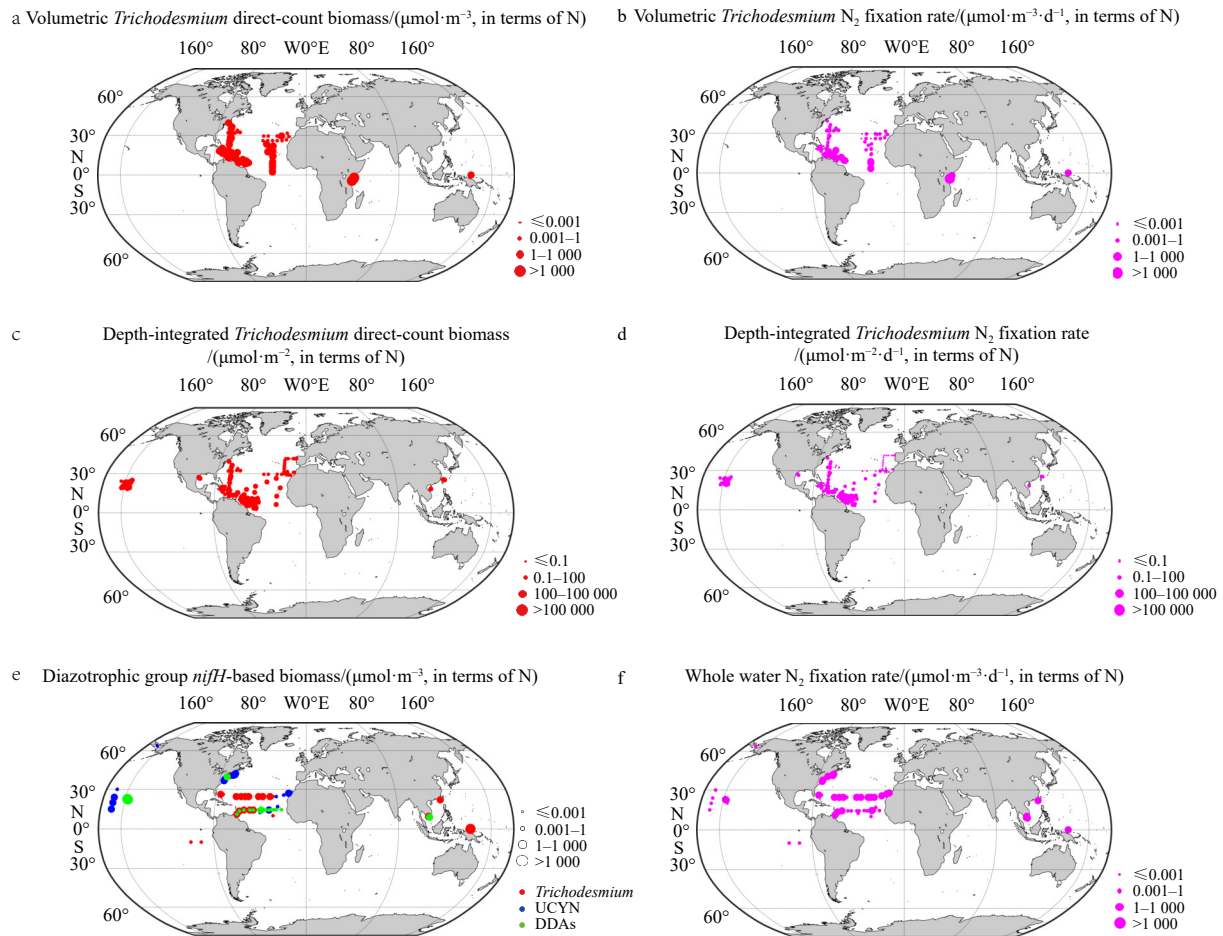 a Volumetric Trichodesmium direct-count biomass/(μmol·m⁻³, in terms of N)
160° 80° W0°E 80° 160°
60°
30°
N
0°
S
30°
60°
≤0.001
0.001–1
1–1 000
>1 000
b Volumetric Trichodesmium N₂ fixation rate/(μmol·m⁻³·d⁻¹, in terms of N)
160° 80° W0°E 80° 160°
60°
30°
N
0°
S
30°
60°
≤0.001
0.001–1
1–1 000
>1 000
c Depth-integrated Trichodesmium direct-count biomass
/(μmol·m⁻², in terms of N)
160° 80° W0°E 80° 160°
60°
30°
N
0°
S
30°
60°
≤0.1
0.1–100
100–100 000
>100 000
d Depth-integrated Trichodesmium N₂ fixation rate
/(μmol·m⁻²·d⁻¹, in terms of N)
160° 80° W0°E 80° 160°
60°
30°
N
0°
S
30°
60°
≤0.1
0.1–100
100–100 000
>100 000
e Diazotrophic group nifH-based biomass/(μmol·m⁻³, in terms of N)
160° 80° W0°E 80° 160°
60°
30°
N
0°
S
30°
60°
≤0.001
0.001–1
1–1 000
>1 000
Trichodesmium
UCYN
DDAs
f Whole water N₂ fixation rate/(μmol·m⁻³·d⁻¹, in terms of N)
160° 80° W0°E 80° 160°
60°
30°
N
0°
S
30°
60°
≤0.001
0.001–1
1–1 000
>1 000